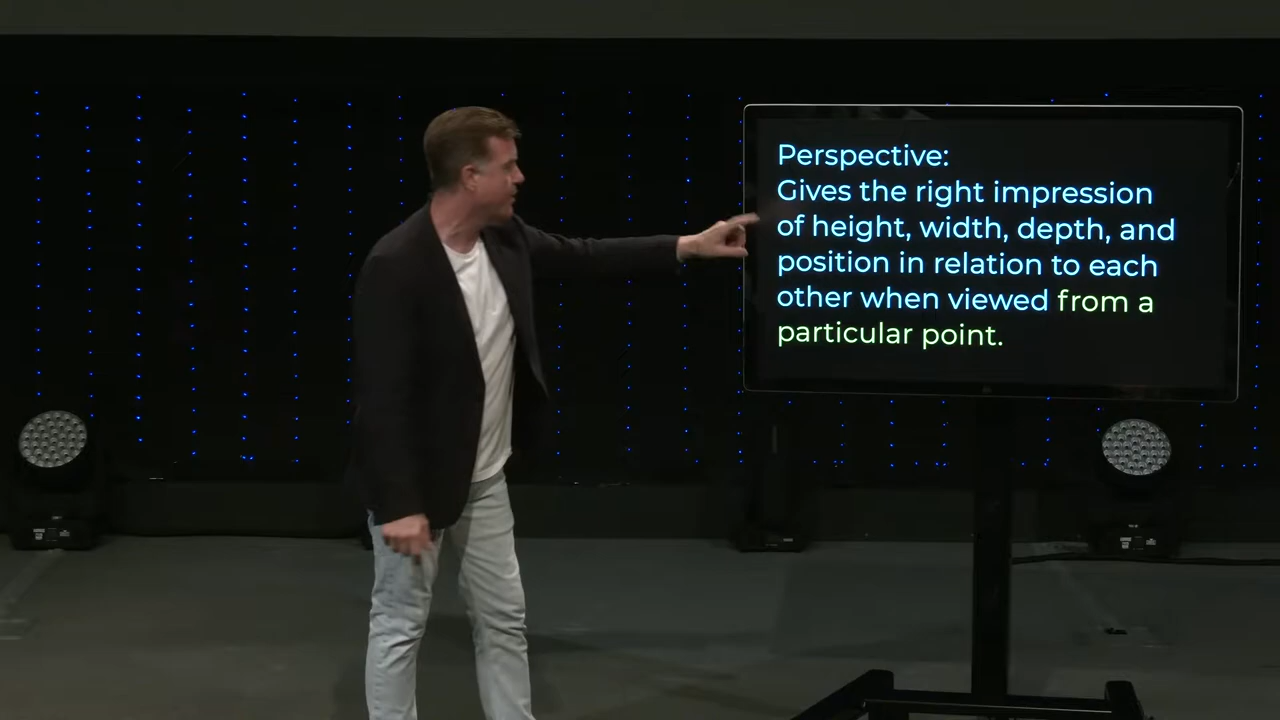 Perspective:
Gives the right impression
of height, width, depth, and
position in relation to each
other when viewed from a
particular point.